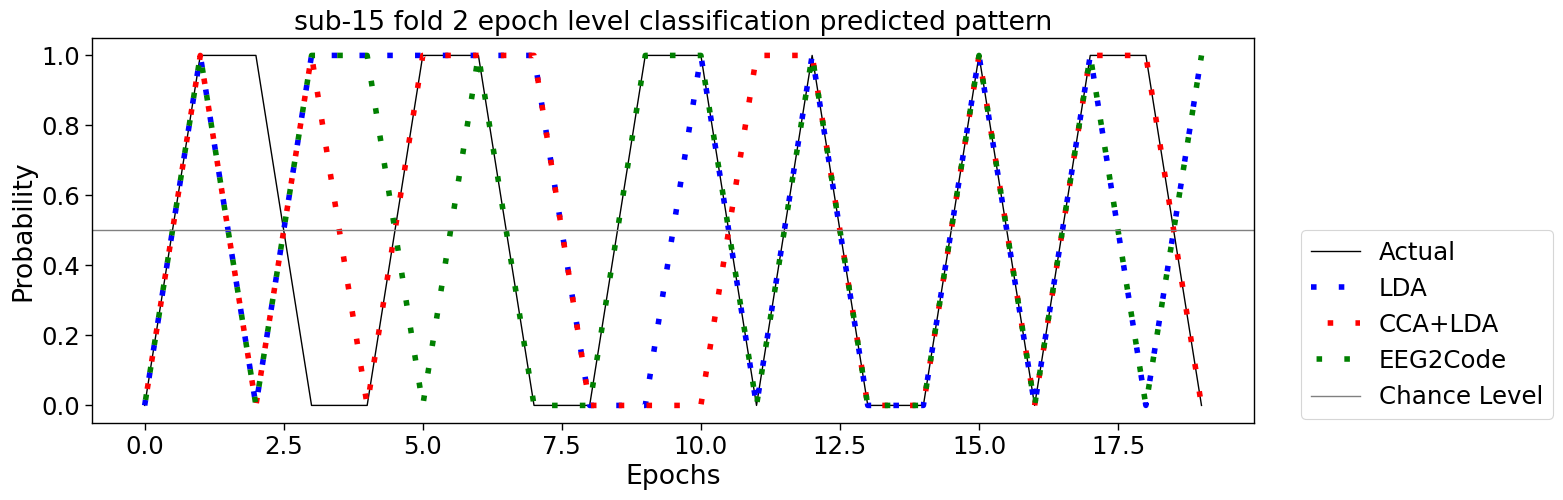 sub-15 fold 2 epoch level classification predicted pattern
Probability
1.0
0.8
0.6
0.4
0.2
0.0
0.0 2.5 5.0 7.5 10.0 12.5 15.0 17.5
Epochs
Actual
LDA
CCA+LDA
EEG2Code
Chance Level